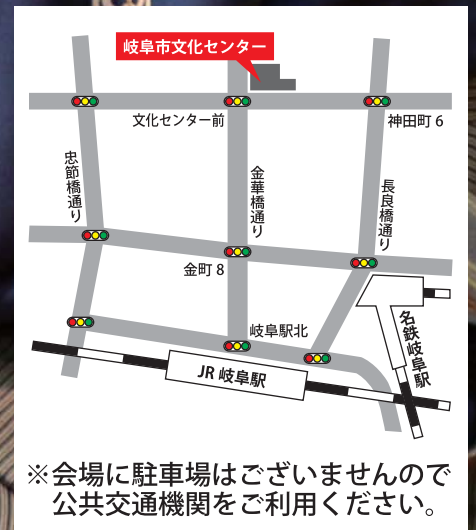 岐阜市文化センター
文化センター前
神田町6
忠節橋通り
金華橋通り
長良橋通り
金町8
岐阜駅北
名鉄岐阜駅
JR岐阜駅
※会場に駐車場はございませんので
公共交通機関をご利用ください。